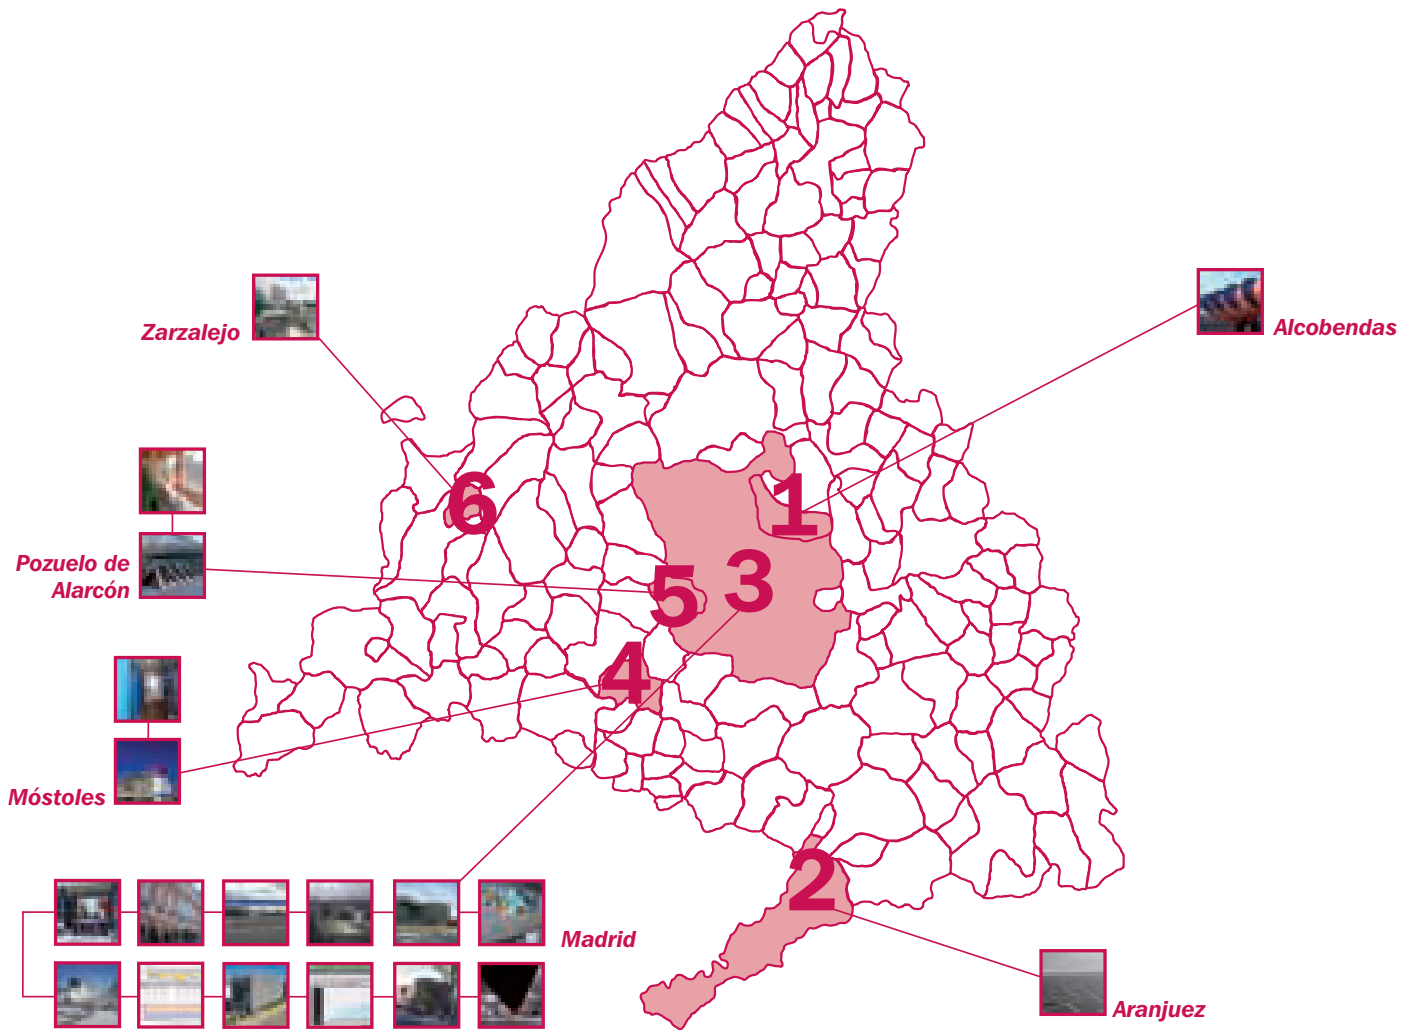 Zarzalejo
Alcobendas
6
1
Pozuelo de
Alarcón
3
5
4
Móstoles
2
Madrid
Aranjuez